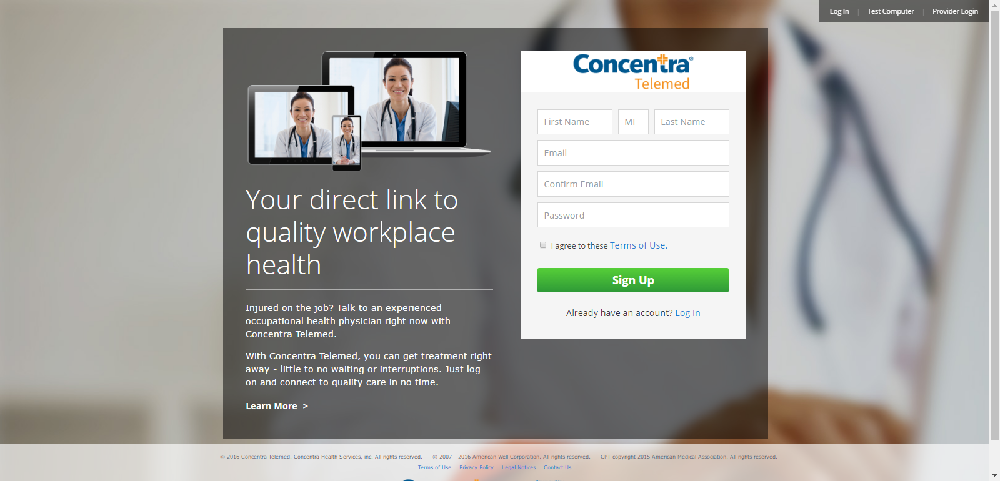 Log In | Test Computer | Provider Login
Concentra®
Telemed
First Name MI Last Name
Email
Confirm Email
Password
I agree to these Terms of Use.
Sign Up
Already have an account? Log In
Your direct link to
quality workplace
health
Injured on the job? Talk to an experienced
occupational health physician right now with
Concentra Telemed.
With Concentra Telemed, you can get treatment right
away - little to no waiting or interruptions. Just log
on and connect to quality care in no time.
Learn More >
© 2016 Concentra Telemed. Concentra Health Services, inc. All rights reserved. © 2007 - 2016 American Well Corporation. All rights reserved. CPT copyright 2015 American Medical Association. All rights reserved.
Terms of Use Privacy Policy Legal Notices Contact Us